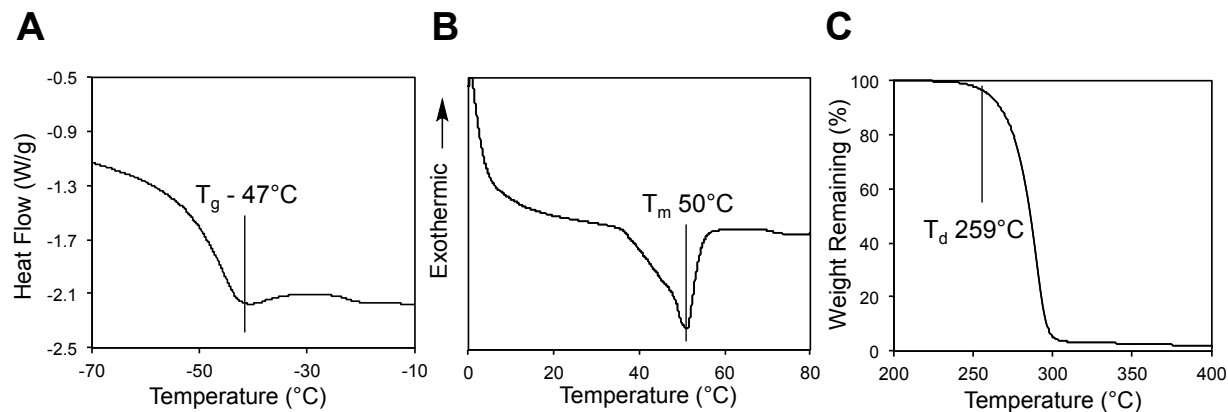 A
Heat Flow (W/g)
-0.5
-0.9
-1.3
-1.7
-2.1
-2.5
Tg - 47°C
-70
-50
-30
-10
Temperature (°C)
B
Exothermic
Tm 50°C
0
20
40
60
80
Temperature (°C)
C
Weight Remaining (%)
100
80
60
40
20
0
Td 259°C
200
250
300
350
400
Temperature (°C)